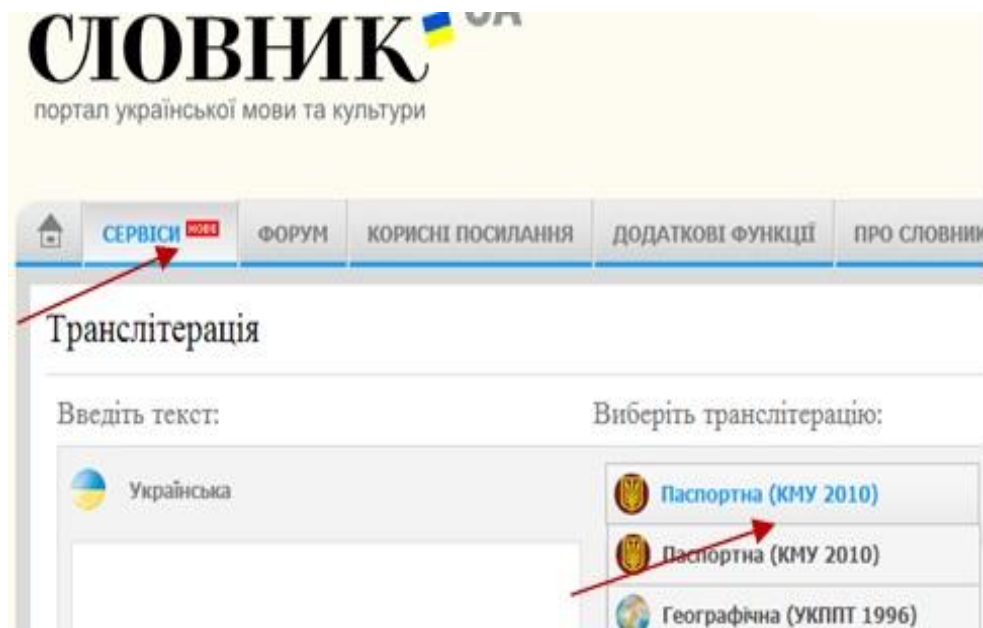 СЛОВНИК UA
портал української мови та культури
СЕРВІСИ НОВЕ ФОРУМ КОРИСНІ ПОСИЛАННЯ ДОДАТКОВІ ФУНКЦІЇ ПРО СЛОВНИК
Транслітерація
Введіть текст: Виберіть транслітерацію:
Українська Паспортна (КМУ 2010)
Паспортна (КМУ 2010)
Географічна (УКППТ 1996)